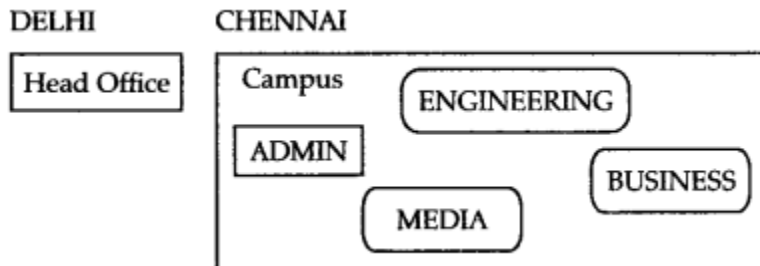 DELHI
CHENNAI
Head Office
Campus
ENGINEERING
ADMIN
BUSINESS
MEDIA